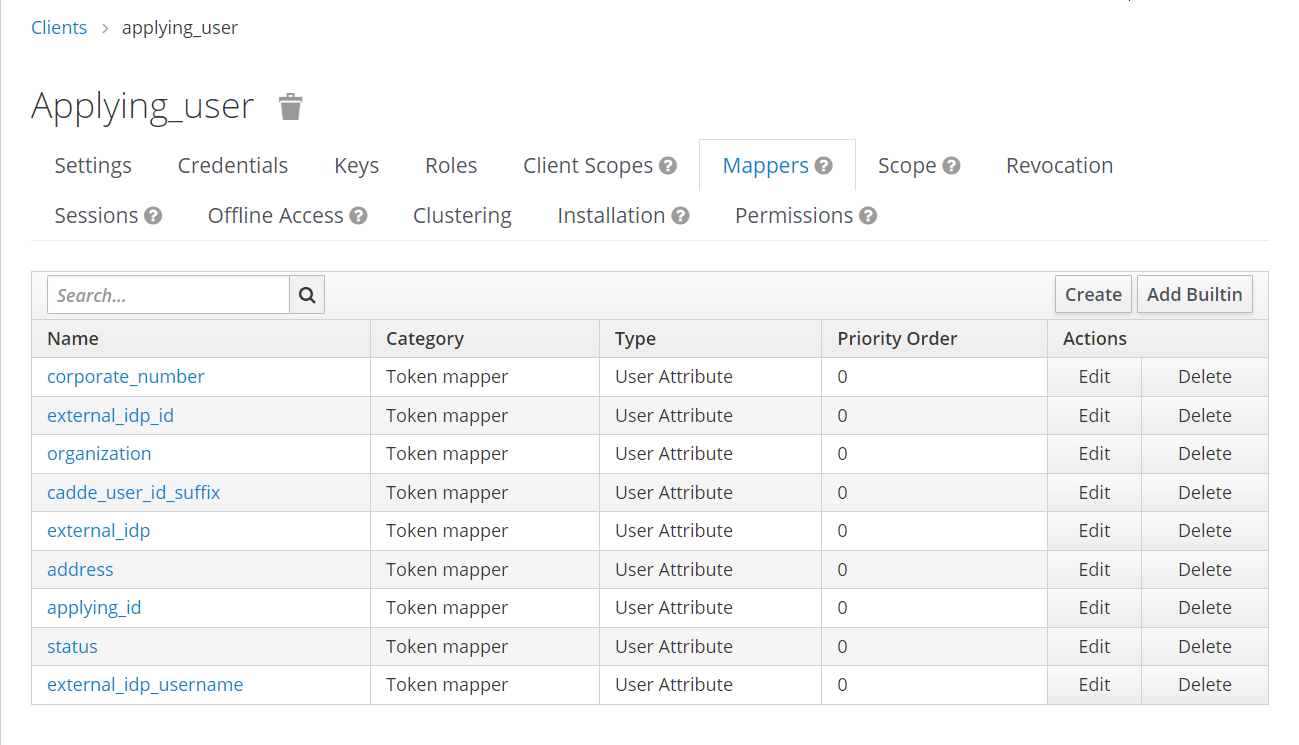 Clients > applying_user
Applying_user
Settings Credentials Keys Roles Client Scopes ? Mappers ? Scope ? Revocation
Sessions ? Offline Access ? Clustering Installation ? Permissions ?
Search... Create Add Builtin
Name Category Type Priority Order Actions
corporate_number Token mapper User Attribute 0 Edit Delete
external_idp_id Token mapper User Attribute 0 Edit Delete
organization Token mapper User Attribute 0 Edit Delete
cadde_user_id_suffix Token mapper User Attribute 0 Edit Delete
external_idp Token mapper User Attribute 0 Edit Delete
address Token mapper User Attribute 0 Edit Delete
applying_id Token mapper User Attribute 0 Edit Delete
status Token mapper User Attribute 0 Edit Delete
external_idp_username Token mapper User Attribute 0 Edit Delete